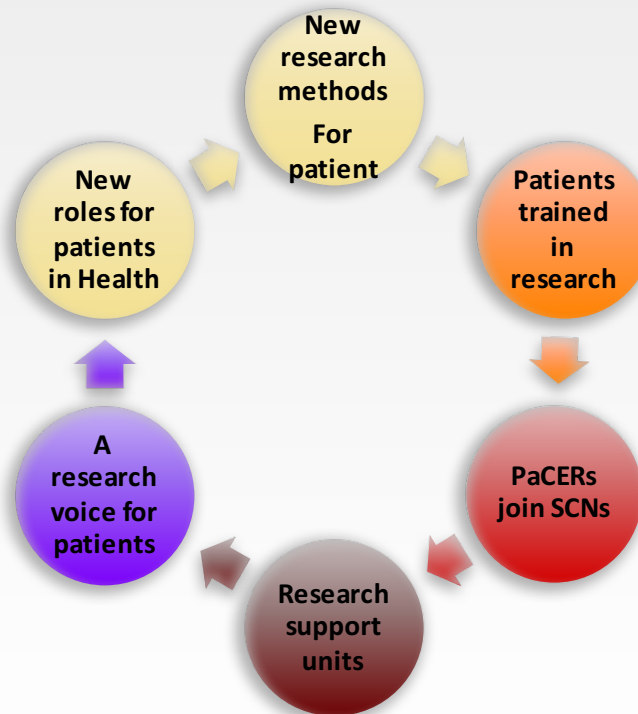 New
research
methods
For
patient
Patients
trained
in
research
PaCERs
join SCNs
Research
support
units
A
research
voice for
patients
New
roles for
patients
in Health